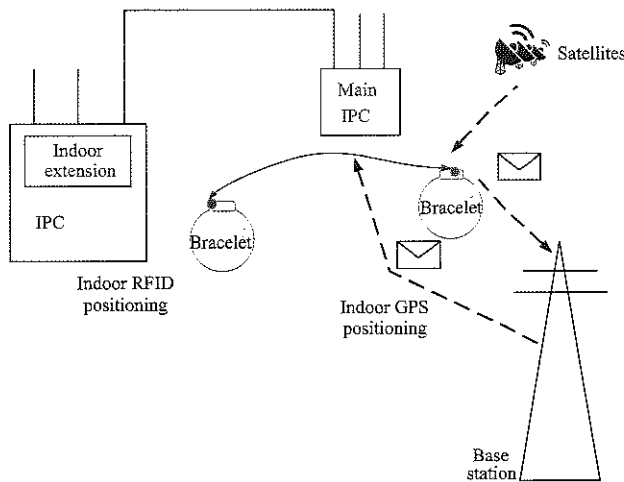 Main
IPC
Satellites
Indoor
extension
IPC
Bracelet
Bracelet
Indoor RFID
positioning
Indoor GPS
positioning
Base
station